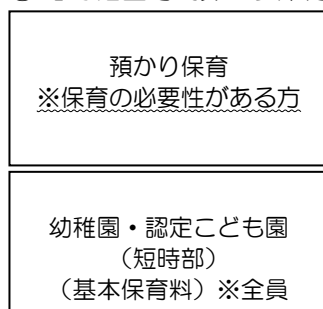 預かり保育
※保育の必要性がある方
幼稚園・認定こども園
（短時部）
（基本保育料）※全員